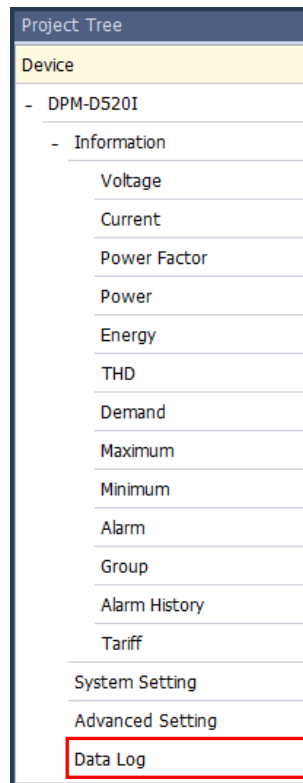 Project Tree
Device
- DPM-D520I
- Information
Voltage
Current
Power Factor
Power
Energy
THD
Demand
Maximum
Minimum
Alarm
Group
Alarm History
Tariff
System Setting
Advanced Setting
Data Log